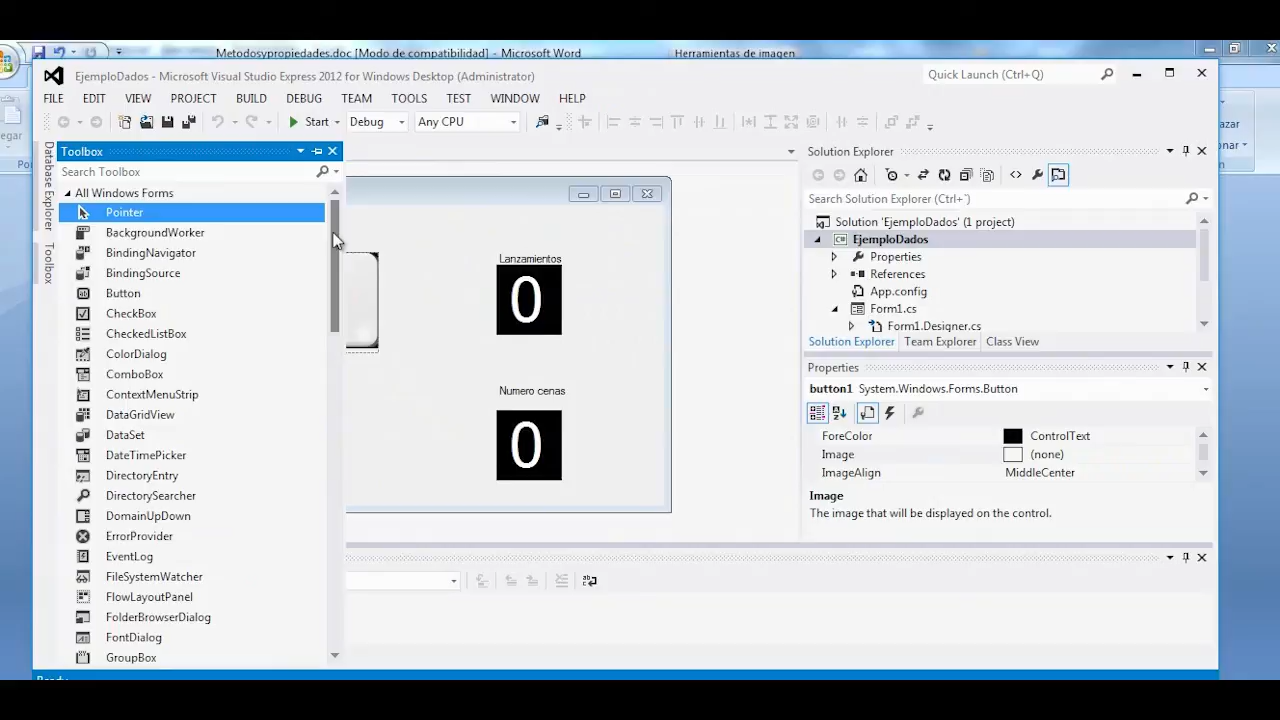 Metodosypropiedades.doc [Modo de compatibilidad] - Microsoft Word
Herramientas de imagen
EjemploDados - Microsoft Visual Studio Express 2012 for Windows Desktop (Administrator)
Quick Launch (Ctrl+Q)
FILE EDIT VIEW PROJECT BUILD DEBUG TEAM TOOLS TEST WINDOW HELP
Start Debug Any CPU
Database Explorer
Toolbox
Toolbox
Search Toolbox
All Windows Forms
Pointer
BackgroundWorker
BindingNavigator
BindingSource
Button
CheckBox
CheckedListBox
ColorDialog
ComboBox
ContextMenuStrip
DataGridView
DataSet
DateTimePicker
DirectoryEntry
DirectorySearcher
DomainUpDown
ErrorProvider
EventLog
FileSystemWatcher
FlowLayoutPanel
FolderBrowserDialog
FontDialog
GroupBox
Lanzamientos
0
Numero cenas
0
Solution Explorer
Search Solution Explorer (Ctrl+¨)
Solution 'EjemploDados' (1 project)
EjemploDados
Properties
References
App.config
Form1.cs
Form1.Designer.cs
Solution Explorer Team Explorer Class View
Properties
button1 System.Windows.Forms.Button
ForeColor ControlText
Image (none)
ImageAlign MiddleCenter
Image
The image that will be displayed on the control.